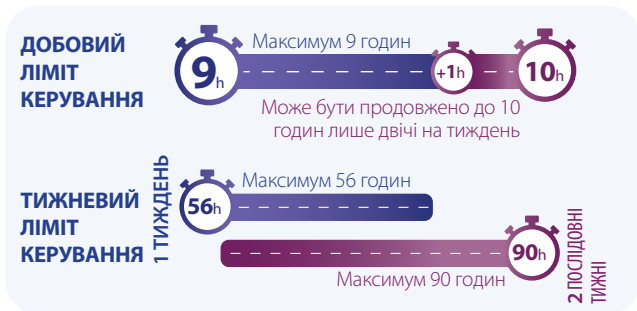 ДОБОВИЙ
ЛІМІТ
КЕРУВАННЯ
9h
Максимум 9 годин
+1h
10h
Може бути продовжено до 10
годин лише двічі на тиждень
ТИЖНЕВИЙ
ЛІМІТ
КЕРУВАННЯ
1 ТИЖДЕНЬ
56h
Максимум 56 годин
90h
Максимум 90 годин
2 ПОСЛІДОВНІ
ТИЖНІ